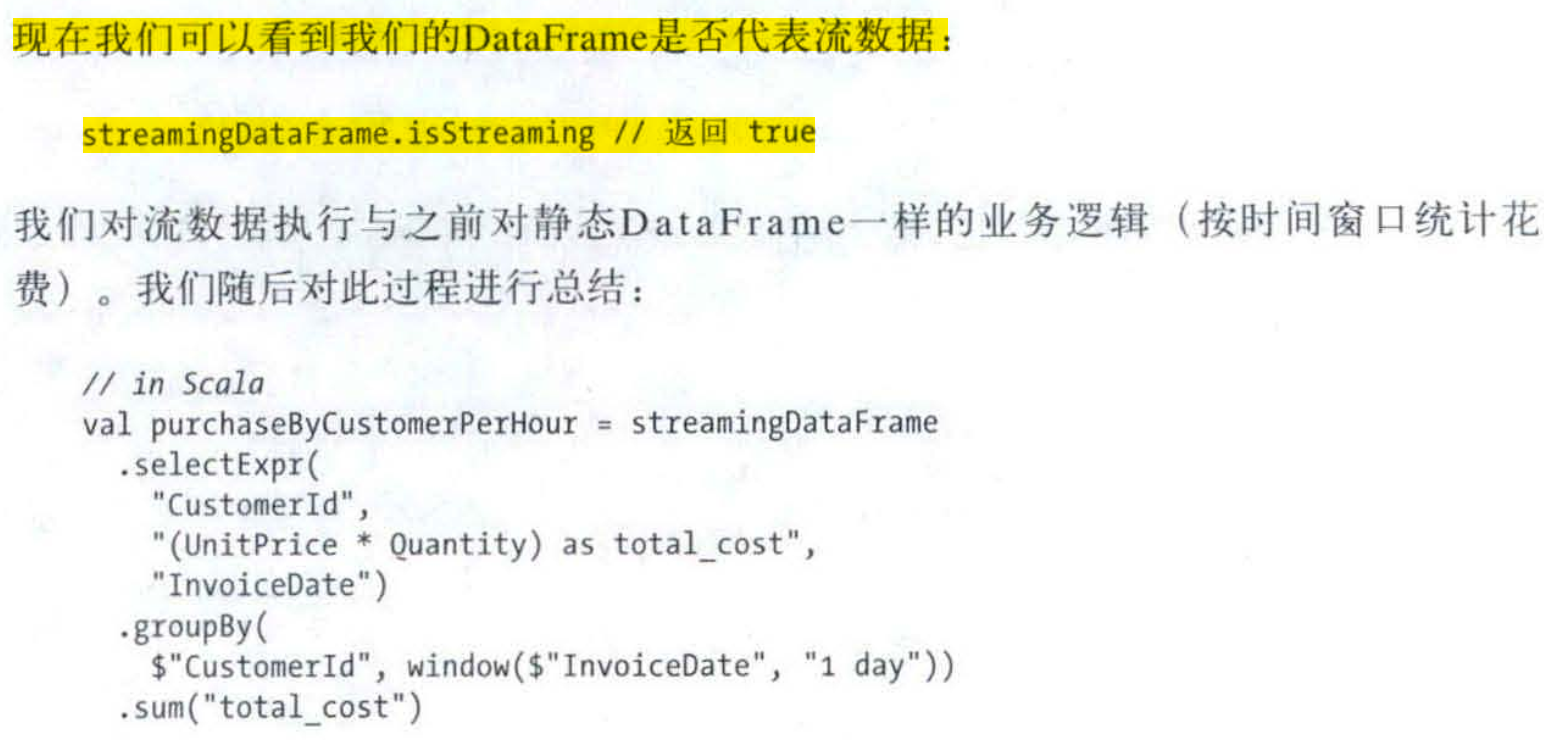 现在我们可以看到我们的DataFrame是否代表流数据：
streamingDataFrame.isStreaming // 返回 true
我们对流数据执行与之前对静态DataFrame一样的业务逻辑（按时间窗口统计花
费）。我们随后对此过程进行总结：
// in Scala
val purchaseByCustomerPerHour = streamingDataFrame
  .selectExpr(
    "CustomerId",
    "(UnitPrice * Quantity) as total_cost",
    "InvoiceDate")
  .groupBy(
    $"CustomerId", window($"InvoiceDate", "1 day"))
  .sum("total_cost")